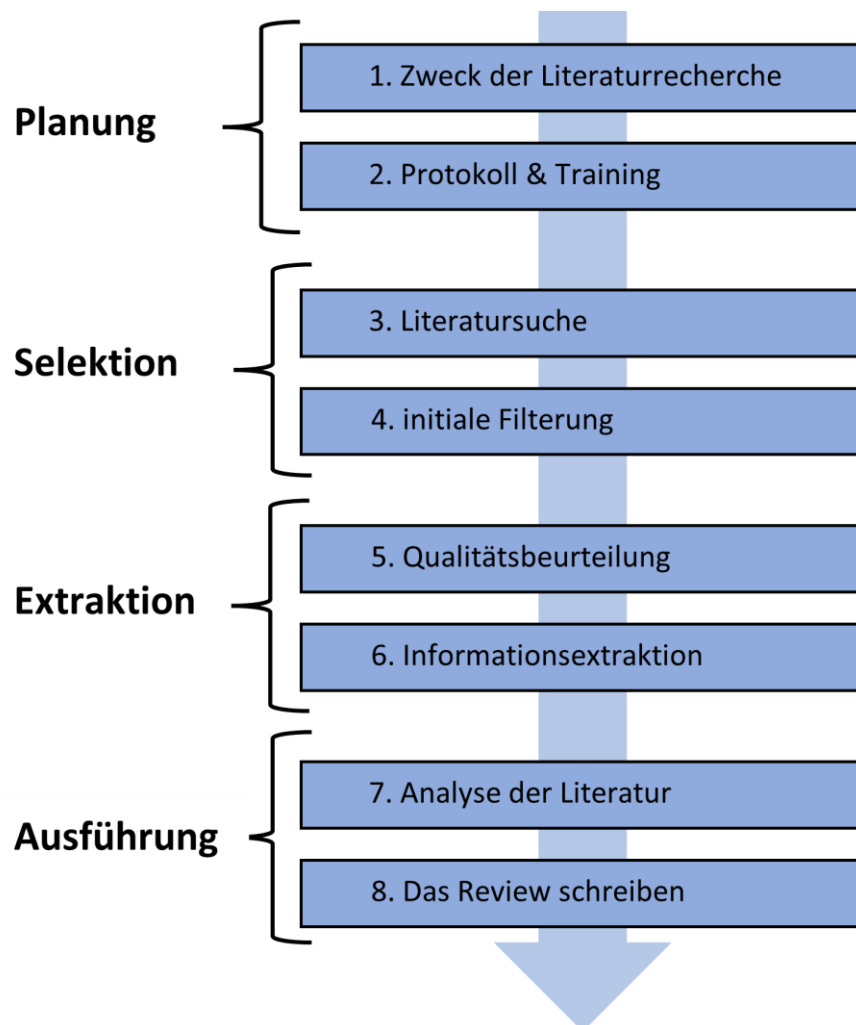 Planung
1. Zweck der Literaturrecherche
2. Protokoll & Training
Selektion
3. Literatursuche
4. initiale Filterung
Extraktion
5. Qualitätsbeurteilung
6. Informationsextraktion
Ausführung
7. Analyse der Literatur
8. Das Review schreiben